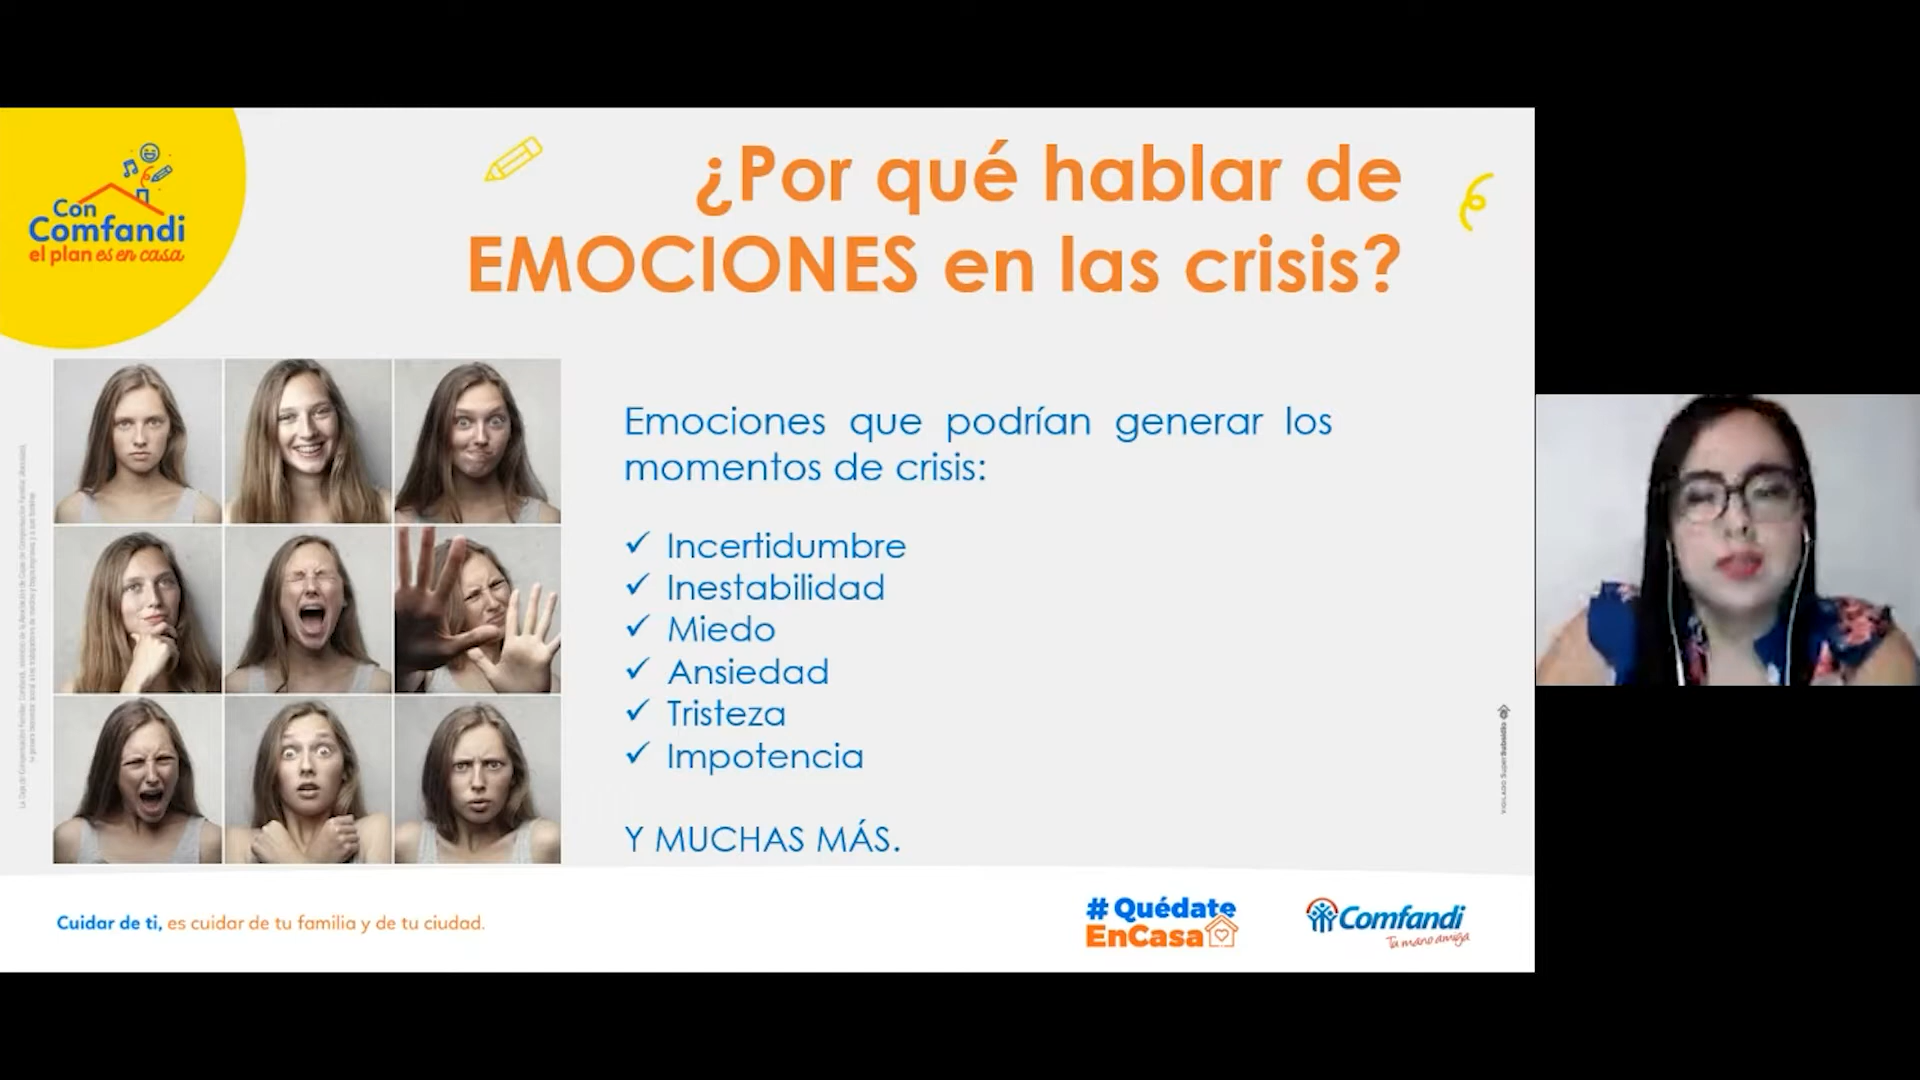 Con
Comfandi
el plan es en casa
¿Por qué hablar de
EMOCIONES en las crisis?
Emociones que podrían generar los
momentos de crisis:
✓ Incertidumbre
✓ Inestabilidad
✓ Miedo
✓ Ansiedad
✓ Tristeza
✓ Impotencia
Y MUCHAS MÁS.
VIGILADO SuperSubsidio
Cuidar de ti, es cuidar de tu familia y de tu ciudad.
# Quédate
EnCasa
Comfandi
Tu mano amiga